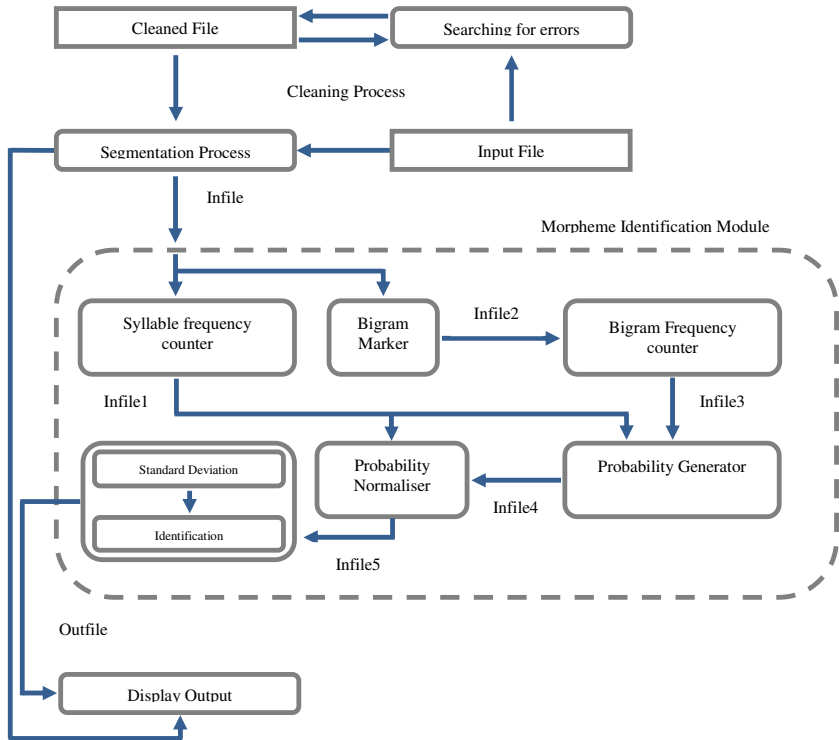 Cleaned File
Searching for errors
Cleaning Process
Segmentation Process
Input File
Infile
Morpheme Identification Module
Syllable frequency
counter
Bigram
Marker
Infile2
Bigram Frequency
counter
Infile1
Infile3
Standard Deviation
Identification
Probability
Normaliser
Infile4
Probability Generator
Infile5
Outfile
Display Output